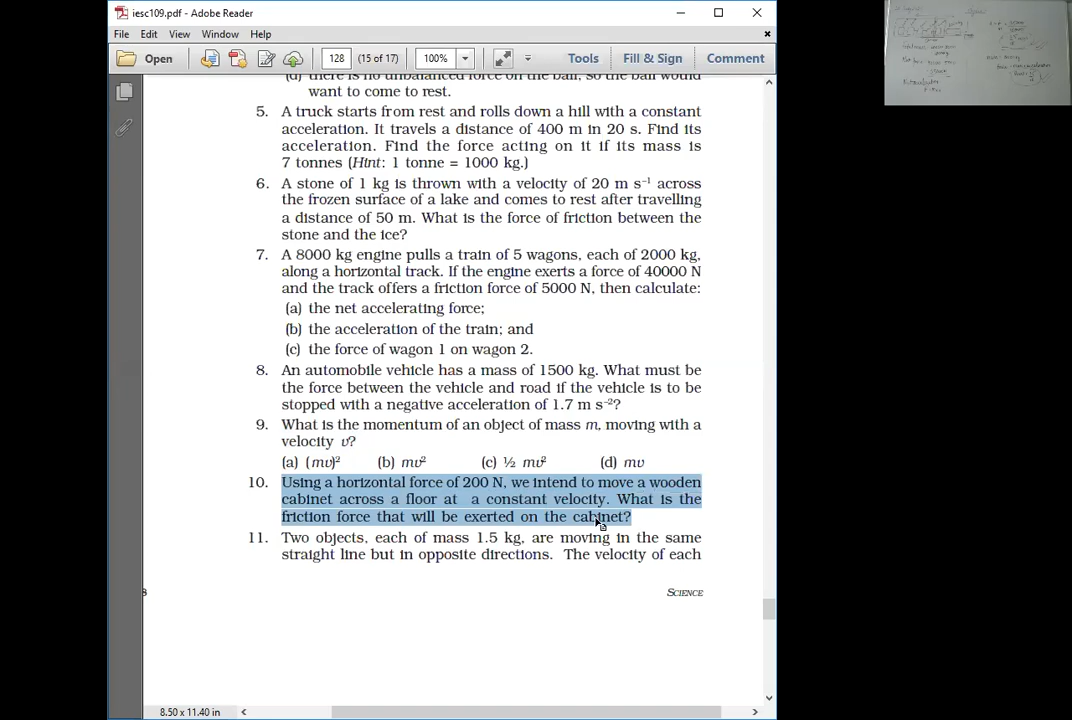 iesc109.pdf - Adobe Reader
File Edit View Window Help
Open 128 (15 of 17) 100% Tools Fill & Sign Comment
(d) there is no unbalanced force on the ball, so the ball would
want to come to rest.
5. A truck starts from rest and rolls down a hill with a constant
acceleration. It travels a distance of 400 m in 20 s. Find its
acceleration. Find the force acting on it if its mass is
7 tonnes (Hint: 1 tonne = 1000 kg.)
6. A stone of 1 kg is thrown with a velocity of 20 m s⁻¹ across
the frozen surface of a lake and comes to rest after travelling
a distance of 50 m. What is the force of friction between the
stone and the ice?
7. A 8000 kg engine pulls a train of 5 wagons, each of 2000 kg,
along a horizontal track. If the engine exerts a force of 40000 N
and the track offers a friction force of 5000 N, then calculate:
(a) the net accelerating force;
(b) the acceleration of the train; and
(c) the force of wagon 1 on wagon 2.
8. An automobile vehicle has a mass of 1500 kg. What must be
the force between the vehicle and road if the vehicle is to be
stopped with a negative acceleration of 1.7 m s⁻²?
9. What is the momentum of an object of mass m, moving with a
velocity v?
(a) (mv)² (b) mv² (c) ½ mv² (d) mv
10. Using a horizontal force of 200 N, we intend to move a wooden
cabinet across a floor at a constant velocity. What is the
friction force that will be exerted on the cabinet?
11. Two objects, each of mass 1.5 kg, are moving in the same
straight line but in opposite directions. The velocity of each
8 SCIENCE
8.50 x 11.40 in